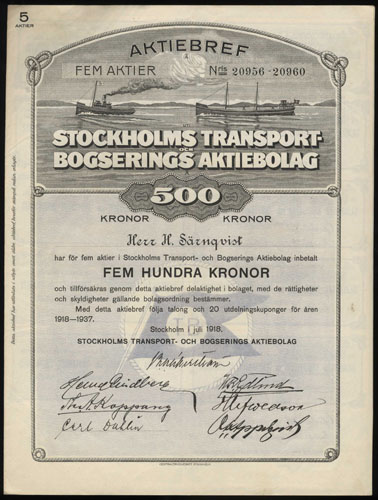 5
AKTIER
AKTIEBREF
FEM AKTIER Nris 20956-20960
STOCKHOLMS TRANSPORT-
OCH
BOGSERINGS AKTIEBOLAG
500
KRONOR KRONOR
Herr H. Särnqvist
har för fem aktier i Stockholms Transport- och Bogserings Aktiebolag inbetalt
FEM HUNDRA KRONOR
och tillförsäkras genom detta aktiebref delaktighet i bolaget, med de rättigheter
och skyldigheter gällande bolagsordning bestämmer.
Med detta aktiebref följa talong och 20 utdelningskuponger för åren
1918—1937.
Stockholm 1 juli 1918.
STOCKHOLMS TRANSPORT- OCH BOGSERINGS AKTIEBOLAG
Carl Dahlin